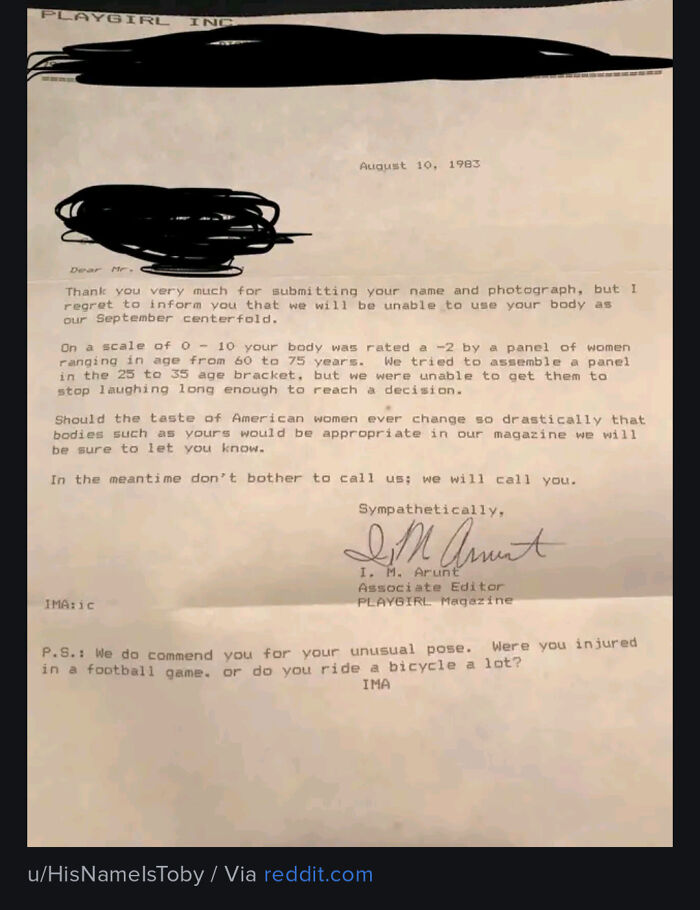 PLAYGIRL INC
August 10, 1983
Dear Mr.
Thank you very much for submitting your name and photograph, but I
regret to inform you that we will be unable to use your body as
our September centerfold.
On a scale of 0 - 10 your body was rated a -2 by a panel of women
ranging in age from 60 to 75 years. We tried to assemble a panel
in the 25 to 35 age bracket, but we were unable to get them to
stop laughing long enough to reach a decision.
Should the taste of American women ever change so drastically that
bodies such as yours would be appropriate in our magazine we will
be sure to let you know.
In the meantime don't bother to call us; we will call you.
Sympathetically,
I. M. Arunt
I. M. Arunt
Associate Editor
IMA:ic
PLAYGIRL Magazine
P.S.: We do commend you for your unusual pose. Were you injured
in a football game. or do you ride a bicycle a lot?
IMA
u/HisNameIsToby / Via reddit.com